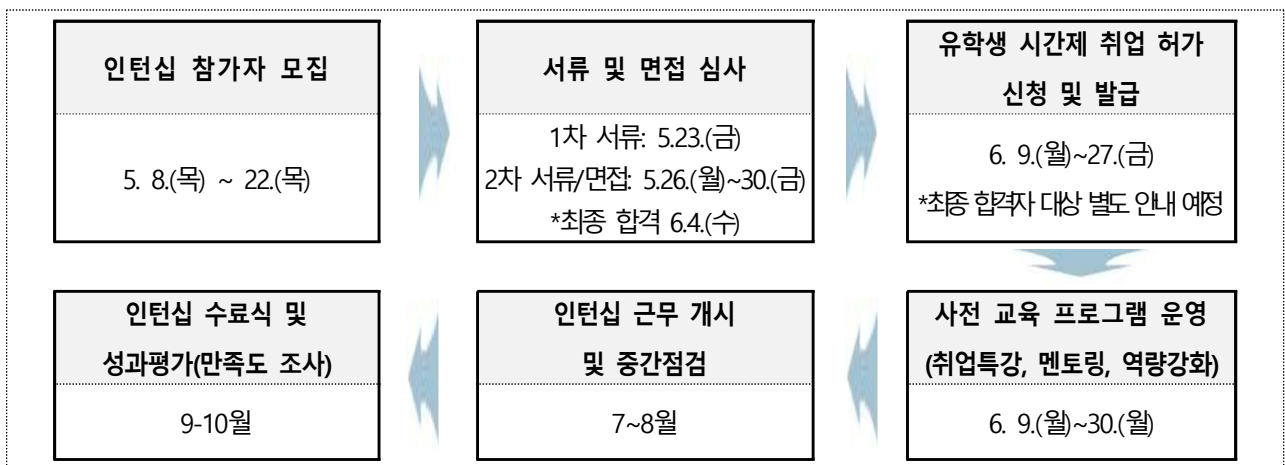 인턴십 참가자 모집
5. 8.(목) ~ 22.(목)
서류 및 면접 심사
1차 서류: 5.23.(금)
2차 서류/면접: 5.26.(월)~30.(금)
*최종 합격 6.4.(수)
유학생 시간제 취업 허가
신청 및 발급
6. 9.(월)~27.(금)
*최종 합격자 대상 별도 안내 예정
사전 교육 프로그램 운영
(취업특강, 멘토링, 역량강화)
6. 9.(월)~30.(월)
인턴십 근무 개시
및 중간점검
7~8월
인턴십 수료식 및
성과평가(만족도 조사)
9-10월